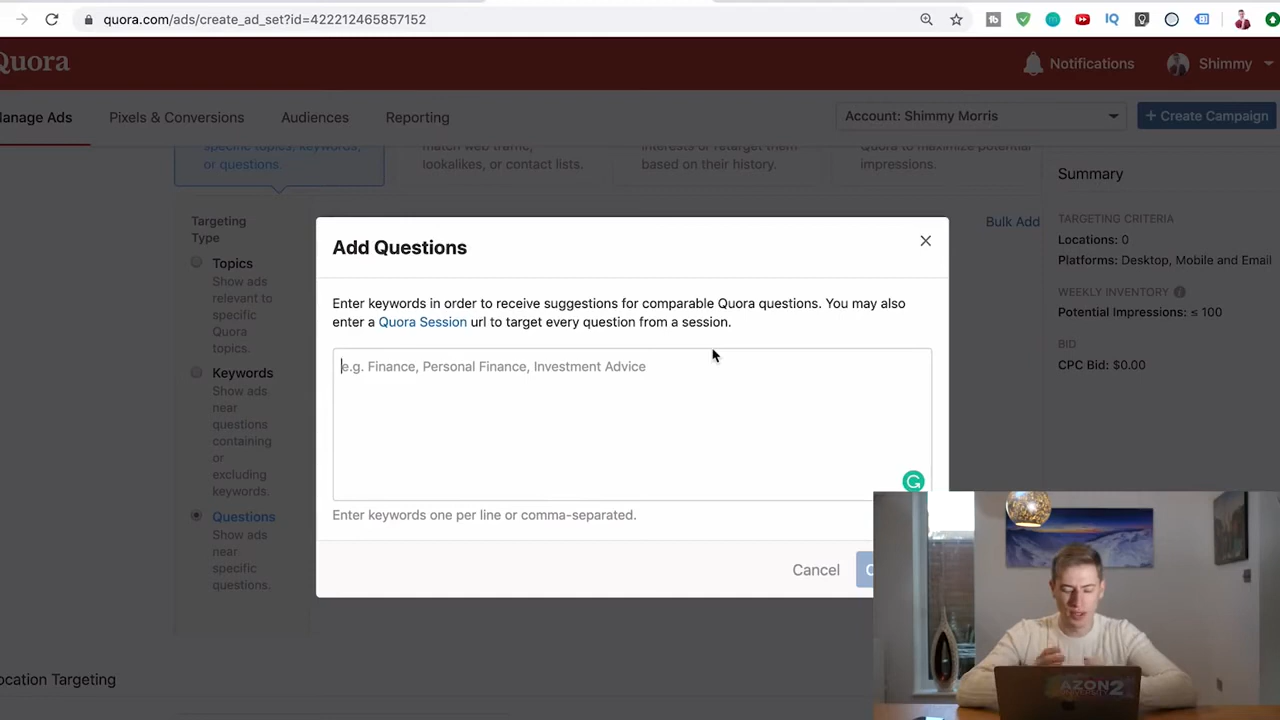 quora.com/ads/create_ad_set?id=422212465857152
IQ
Quora
Notifications
Shimmy
Manage Ads
Pixels & Conversions
Audiences
Reporting
Account: Shimmy Morris
+ Create Campaign
specific topics, keywords,
or questions.
match web traffic,
lookalikes, or contact lists.
interests or retarget them
based on their history.
Quora to maximize potential
impressions.
Summary
Targeting
Type
Bulk Add
TARGETING CRITERIA
Locations: 0
Platforms: Desktop, Mobile and Email
WEEKLY INVENTORY
Potential Impressions: ≤ 100
BID
CPC Bid: $0.00
Topics
Show ads
relevant to
specific
Quora
topics.
Keywords
Show ads
near
questions
containing
or
excluding
keywords.
Questions
Show ads
near
specific
questions.
Add Questions
Enter keywords in order to receive suggestions for comparable Quora questions. You may also
enter a Quora Session url to target every question from a session.
e.g. Finance, Personal Finance, Investment Advice
Enter keywords one per line or comma-separated.
Cancel
ocation Targeting
AZON2